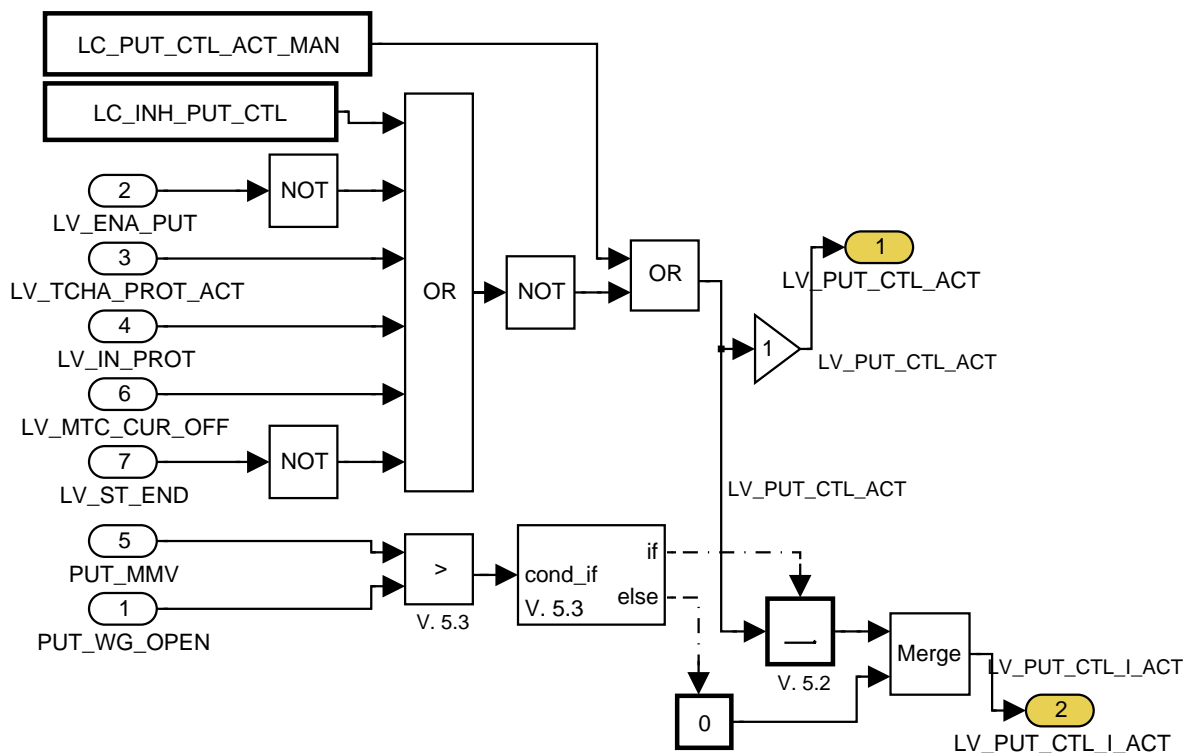 LC_PUT_CTL_ACT_MAN
LC_INH_PUT_CTL
2
NOT
LV_ENA_PUT
3
LV_TCHA_PROT_ACT
4
LV_IN_PROT
6
LV_MTC_CUR_OFF
7
NOT
LV_ST_END
OR
NOT
OR
1
LV_PUT_CTL_ACT
1
LV_PUT_CTL_ACT
LV_PUT_CTL_ACT
5
PUT_MMV
1
PUT_WG_OPEN
>
V. 5.3
if
cond_if
else
V. 5.3
V. 5.2
0
Merge
LV_PUT_CTL_I_ACT
2
LV_PUT_CTL_I_ACT